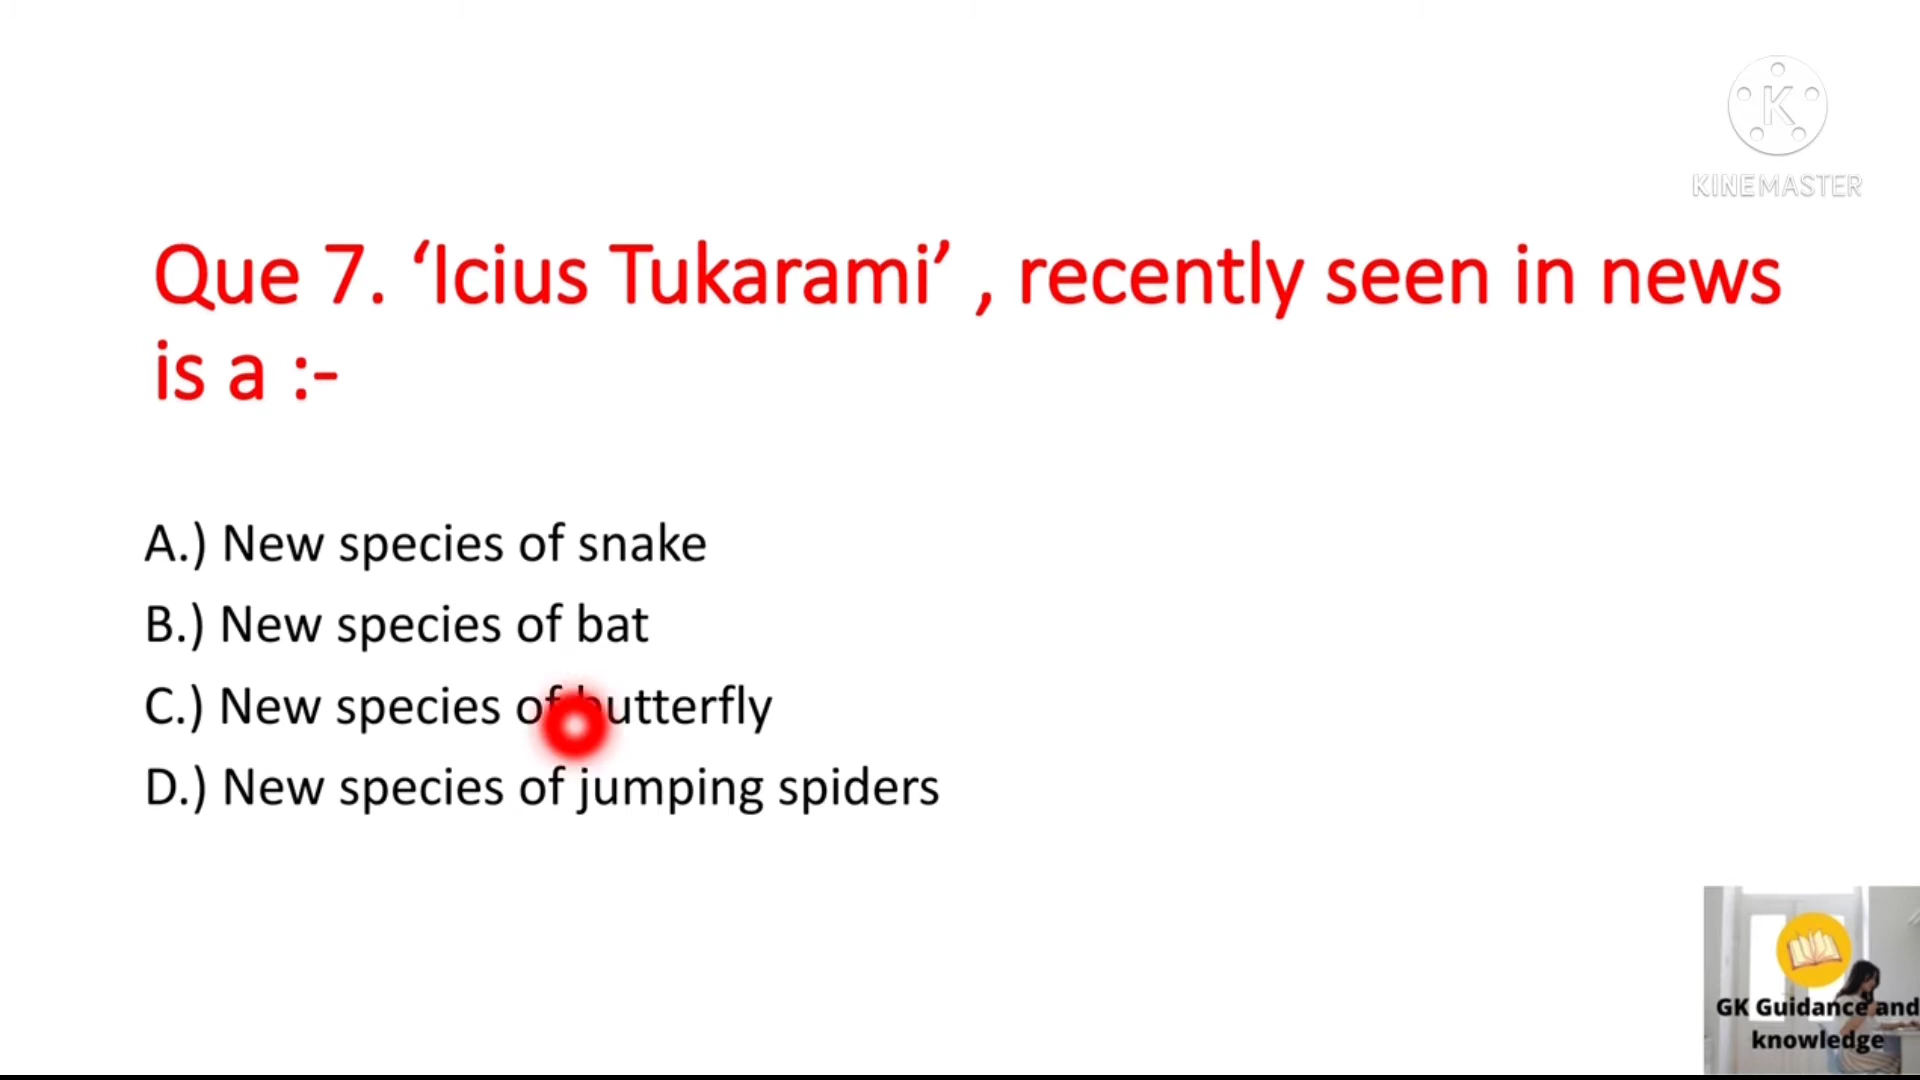 KINEMASTER
Que 7. ‘Icius Tukarami’ , recently seen in news
is a :-
A.) New species of snake
B.) New species of bat
C.) New species of butterfly
D.) New species of jumping spiders
GK Guidance and
knowledge